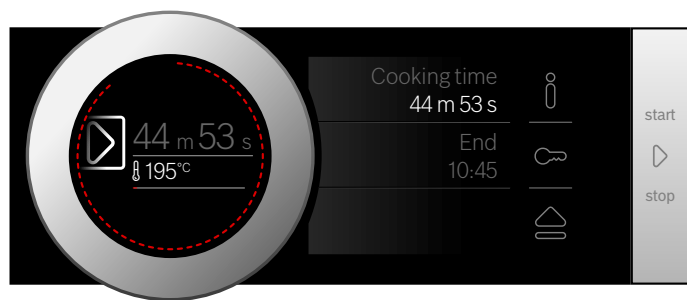 44 m 53 s
195°C
Cooking time
44 m 53 s
End
10:45
start
stop